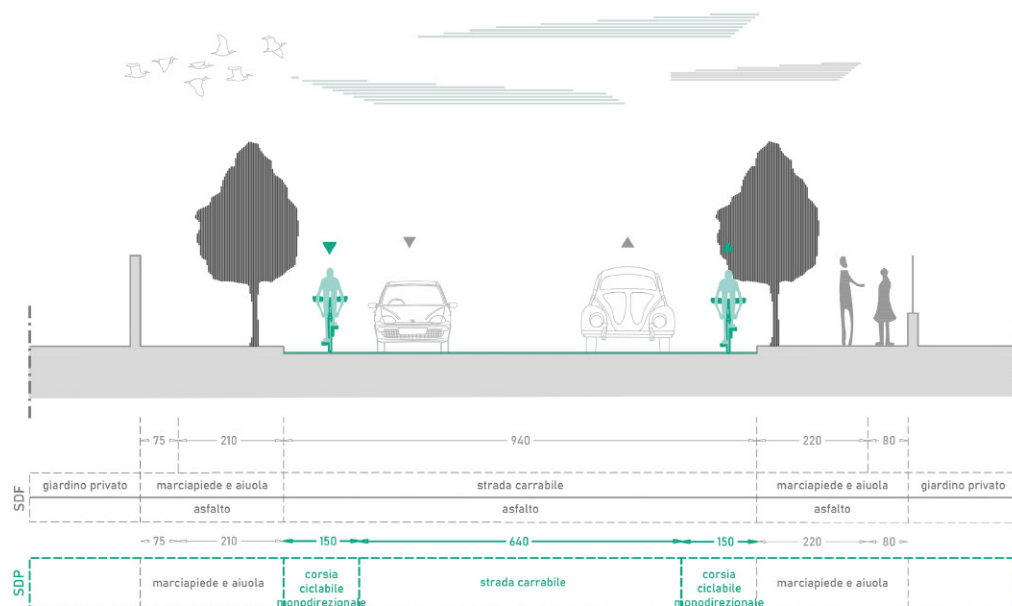 75 210 940 220 80
SDF
giardino privato marciapiede e aiuola strada carrabile marciapiede e aiuola giardino privato
asfalto asfalto asfalto
75 210 150 640 150 220 80
SDP
marciapiede e aiuola corsia ciclabile monodirezionale strada carrabile corsia ciclabile monodirezionale marciapiede e aiuola